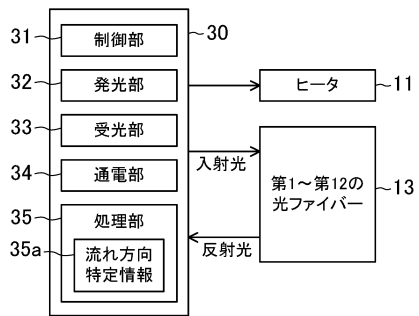 31
制御部
30
32
発光部
ヒータ
11
33
受光部
入射光
34
通電部
第1～第12の
光ファイバー
13
35
処理部
反射光
35a
流れ方向
特定情報